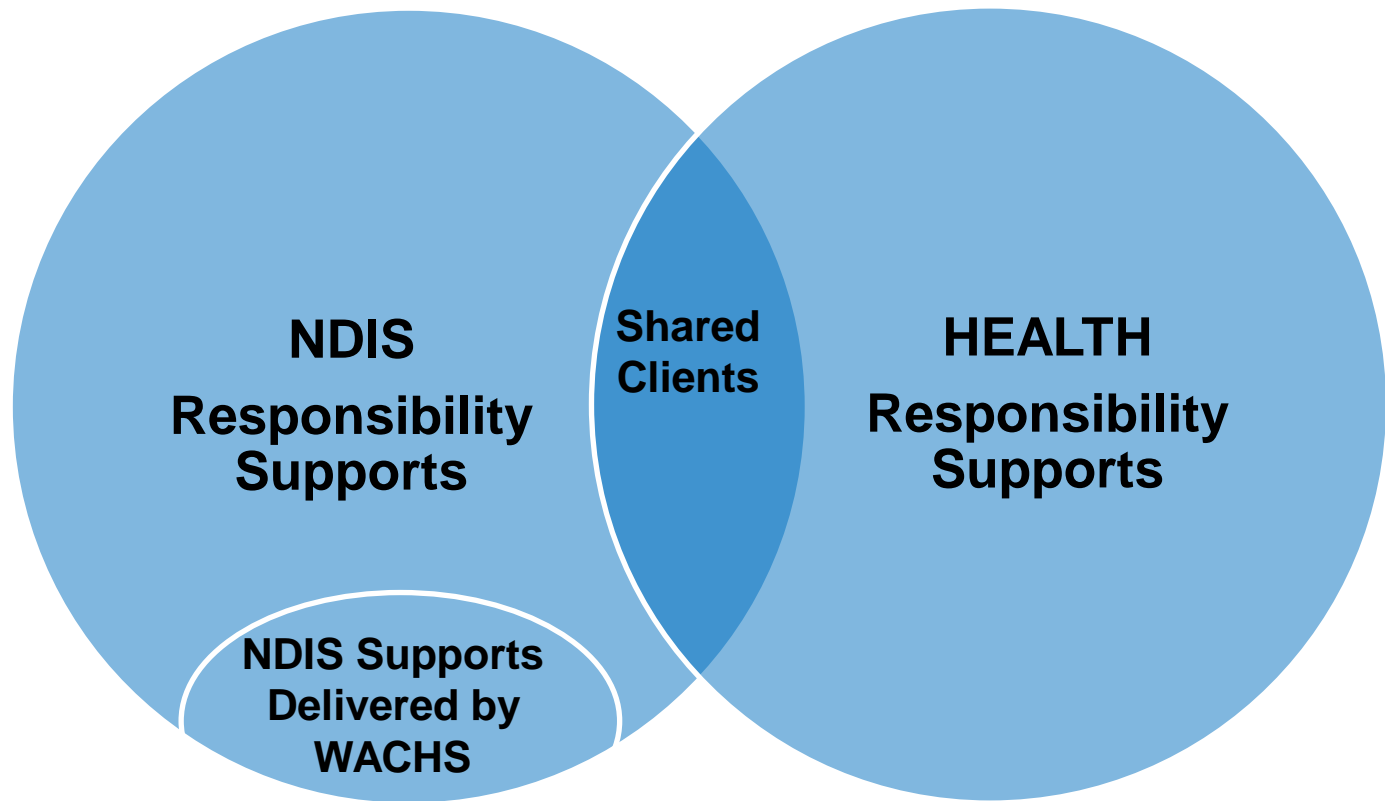 NDIS
Responsibility
Supports
Shared
Clients
HEALTH
Responsibility
Supports
NDIS Supports
Delivered by
WACHS